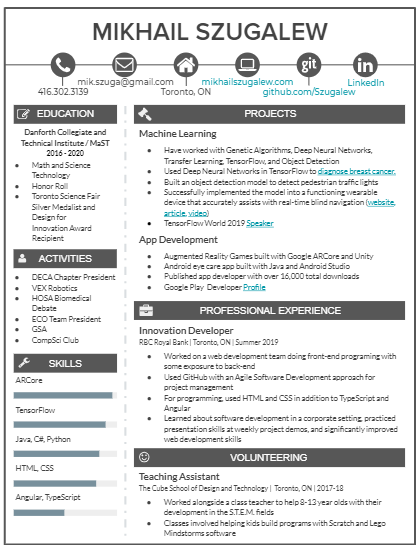 MIKHAIL SZUGALEW
416.302.3139
mik.szuga@gmail.com
Toronto, ON
mikhailszugalew.com
git
github.com/Szugalew
in
LinkedIn
EDUCATION
Danforth Collegiate and
Technical Institute / MaST
2016 - 2020
● Math and Science
Technology
● Honor Roll
● Toronto Science Fair
Silver Medalist and
Design for
Innovation Award
Recipient
ACTIVITIES
● DECA Chapter President
● VEX Robotics
● HOSA Biomedical
Debate
● ECO Team President
● GSA
● CompSci Club
SKILLS
ARCore
TensorFlow
Java, C#, Python
HTML, CSS
Angular, TypeScript
PROJECTS
Machine Learning
● Have worked with Genetic Algorithms, Deep Neural Networks,
Transfer Learning, TensorFlow, and Object Detection
● Used Deep Neural Networks in TensorFlow to diagnose breast cancer.
● Built an object detection model to detect pedestrian traffic lights
● Successfully implemented the model into a functioning wearable
device that accurately assists with real-time blind navigation (website,
article, video)
● TensorFlow World 2019 Speaker
App Development
● Augmented Reality Games built with Google ARCore and Unity
● Android eye care app built with Java and Android Studio
● Published app developer with over 16,000 total downloads
● Google Play Developer Profile
PROFESSIONAL EXPERIENCE
Innovation Developer
RBC Royal Bank | Toronto, ON | Summer 2019
● Worked on a web development team doing front-end programing with
some exposure to back-end
● Used GitHub with an Agile Software Development approach for
project management
● For programming, used HTML and CSS in addition to TypeScript and
Angular
● Learned about software development in a corporate setting, practiced
presentation skills at weekly project demos, and significantly improved
web development skills
VOLUNTEERING
Teaching Assistant
The Cube School of Design and Technology | Toronto, ON | 2017-18
● Worked alongside a class teacher to help 8-13 year olds with their
development in the S.T.E.M. fields
● Classes involved helping kids build programs with Scratch and Lego
Mindstorms software